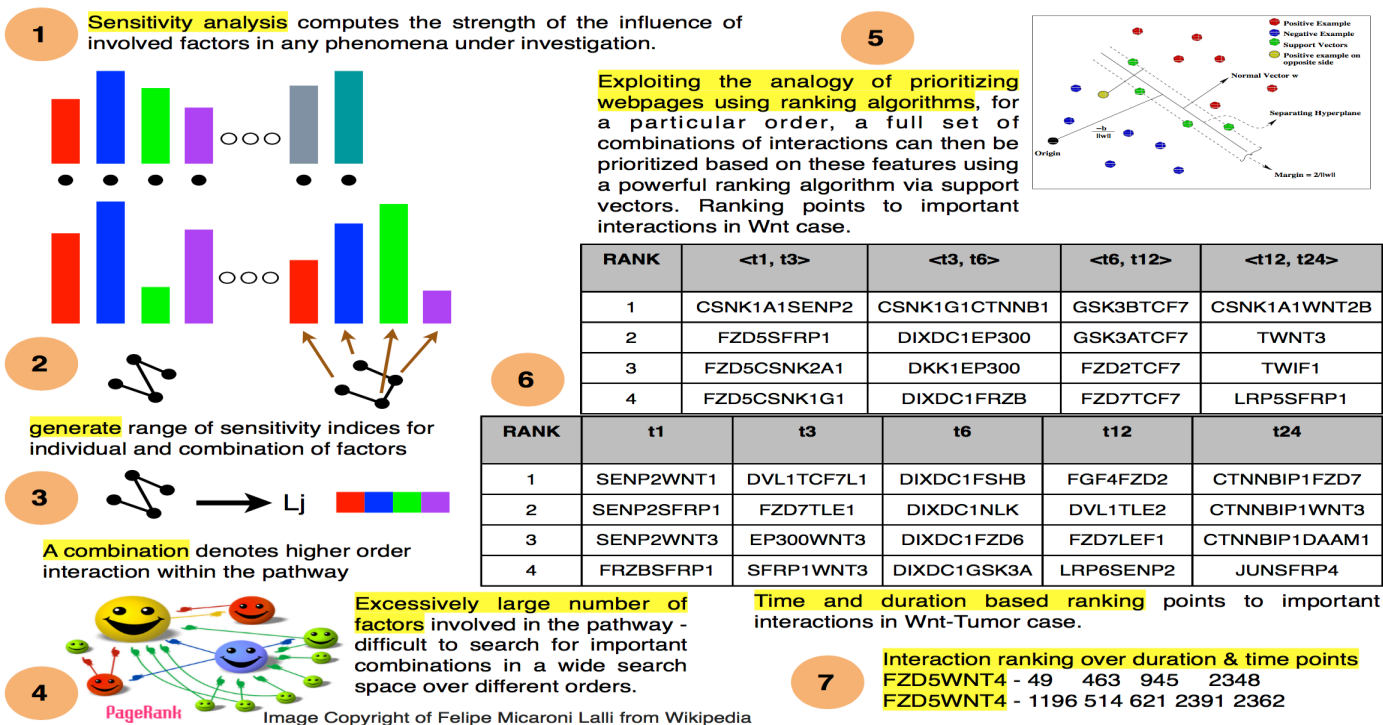 1
Sensitivity analysis computes the strength of the influence of
involved factors in any phenomena under investigation.
2
generate range of sensitivity indices for
individual and combination of factors
3
Lj
A combination denotes higher order
interaction within the pathway
4
PageRank
Excessively large number of
factors involved in the pathway -
difficult to search for important
combinations in a wide search
space over different orders.
Image Copyright of Felipe Micaroni Lalli from Wikipedia
5
Exploiting the analogy of prioritizing
webpages using ranking algorithms, for
a particular order, a full set of
combinations of interactions can then be
prioritized based on these features using
a powerful ranking algorithm via support
vectors. Ranking points to important
interactions in Wnt case.
Positive Example
Negative Example
Support Vectors
Positive example on
opposite side
Normal Vector w
Separating Hyperplane
−b
||w||
Origin
Margin = 2/||w||
6
RANK <t1, t3> <t3, t6> <t6, t12> <t12, t24>
1 CSNK1A1SENP2 CSNK1G1CTNNB1 GSK3BTCF7 CSNK1A1WNT2B
2 FZD5SFRP1 DIXDC1EP300 GSK3ATCF7 TWNT3
3 FZD5CSNK2A1 DKK1EP300 FZD2TCF7 TWIF1
4 FZD5CSNK1G1 DIXDC1FRZB FZD7TCF7 LRP5SFRP1
RANK t1 t3 t6 t12 t24
1 SENP2WNT1 DVL1TCF7L1 DIXDC1FSHB FGF4FZD2 CTNNBIP1FZD7
2 SENP2SFRP1 FZD7TLE1 DIXDC1NLK DVL1TLE2 CTNNBIP1WNT3
3 SENP2WNT3 EP300WNT3 DIXDC1FZD6 FZD7LEF1 CTNNBIP1DAAM1
4 FRZBSFRP1 SFRP1WNT3 DIXDC1GSK3A LRP6SENP2 JUNSFRP4
Time and duration based ranking points to important
interactions in Wnt-Tumor case.
7
Interaction ranking over duration & time points
FZD5WNT4 - 49 463 945 2348
FZD5WNT4 - 1196 514 621 2391 2362